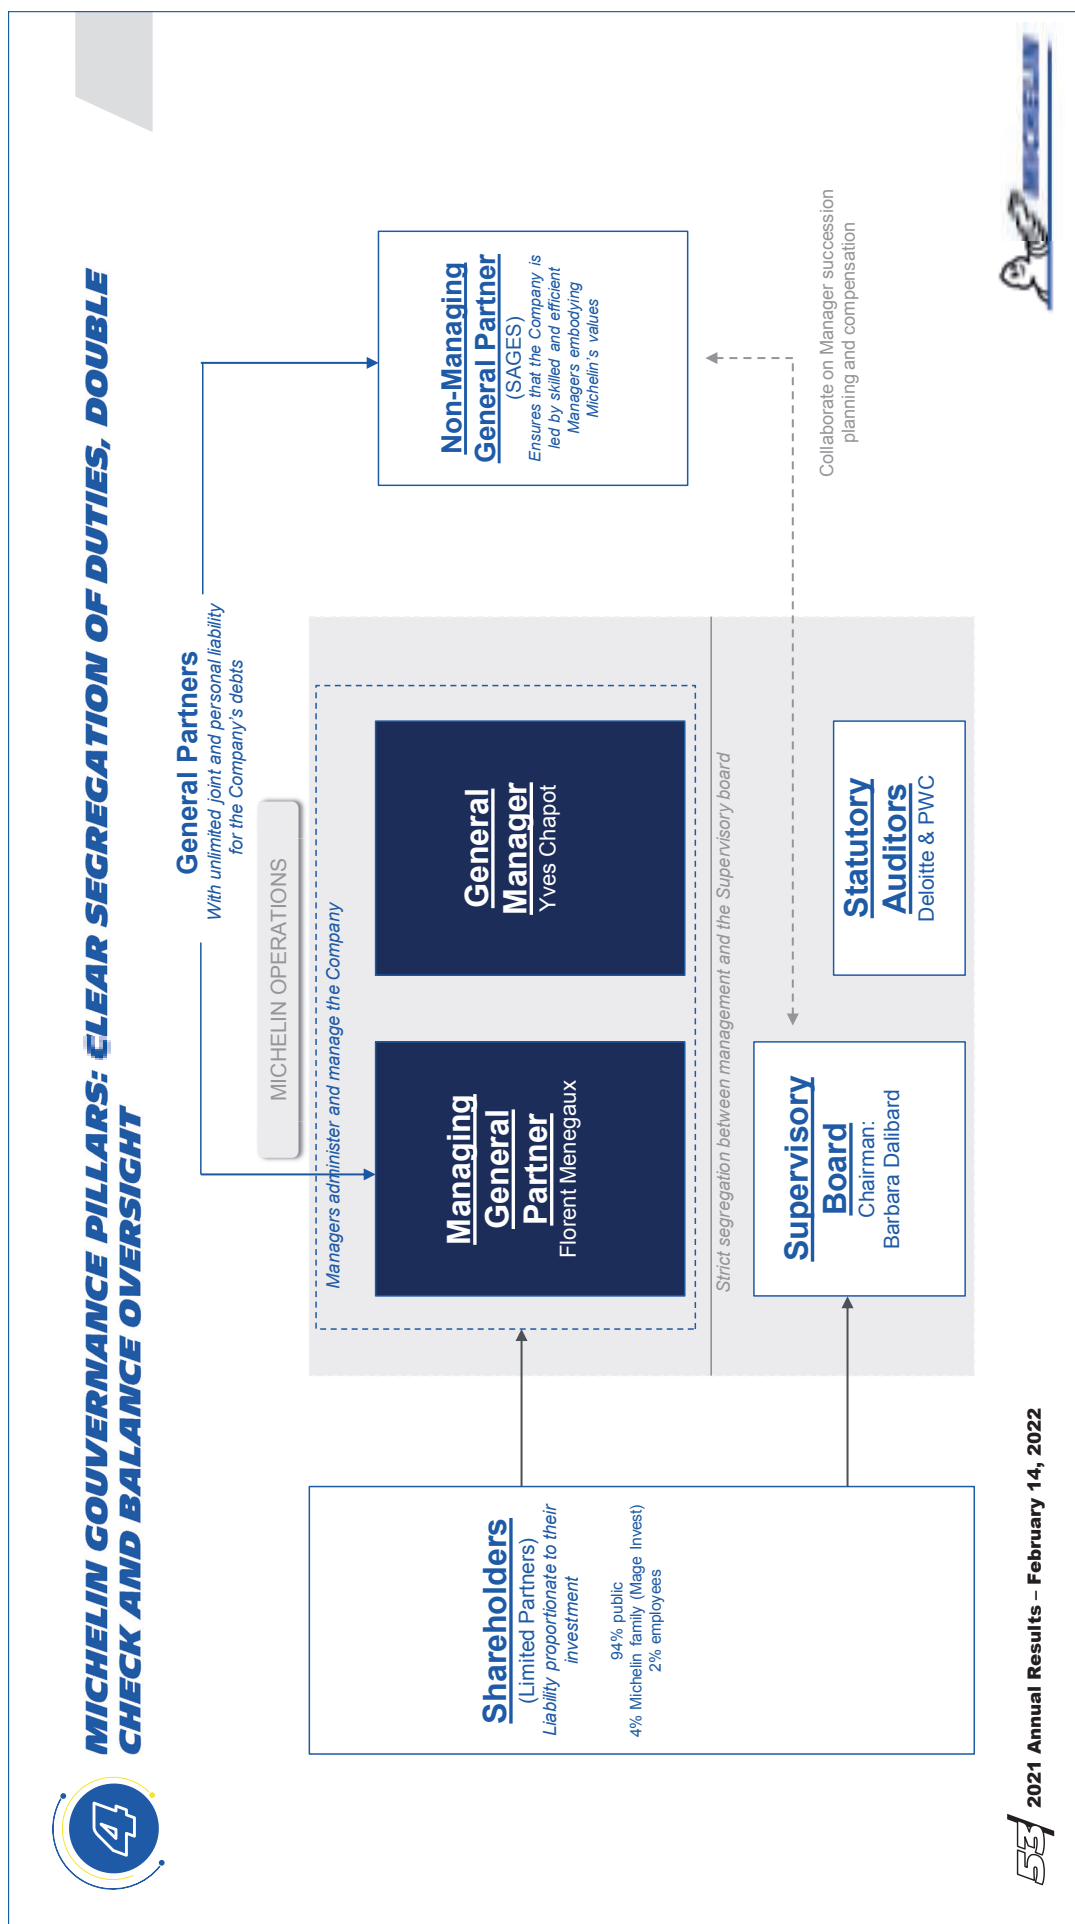 4
MICHELIN GOUVERNANCE PILLARS: CLEAR SEGREGATION OF DUTIES, DOUBLE
CHECK AND BALANCE OVERSIGHT
General Partners
With unlimited joint and personal liability
for the Company's debts
MICHELIN OPERATIONS
Managers administer and manage the Company
Shareholders
(Limited Partners)
Liability proportionate to their
investment
94% public
4% Michelin family (Mage Invest)
2% employees
Managing
General
Partner
Florent Menegaux
General
Manager
Yves Chapot
Non-Managing
General Partner
(SAGES)
Ensures that the Company is
led by skilled and efficient
Managers embodying
Michelin's values
Strict segregation between management and the Supervisory board
Supervisory
Board
Chairman:
Barbara Dalibard
Statutory
Auditors
Deloitte & PWC
Collaborate on Manager succession
planning and compensation
53
2021 Annual Results – February 14, 2022
MICHELIN